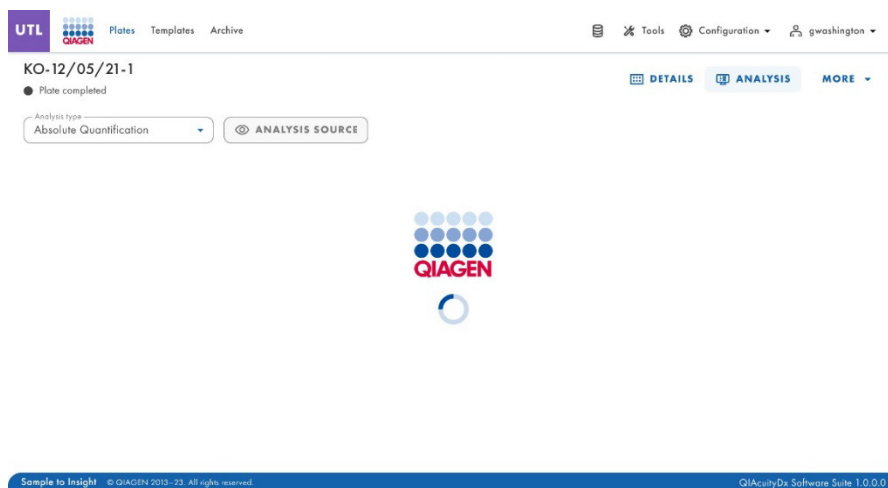 UTL QIAGEN Plates Templates Archive Tools Configuration gwashington
KO-12/05/21-1
Plate completed
DETAILS ANALYSIS MORE
Analysis type
Absolute Quantification ANALYSIS SOURCE
QIAGEN
Sample to Insight © QIAGEN 2013-23. All rights reserved. QIAcuityDx Software Suite 1.0.0.0